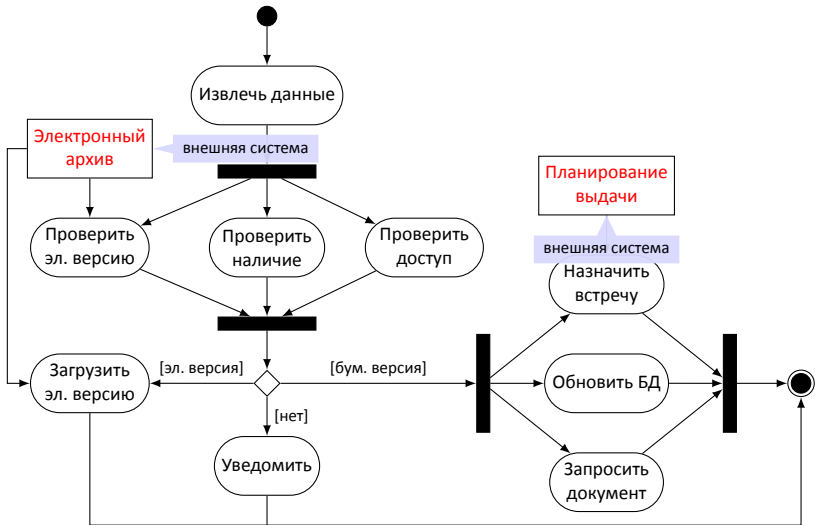 Извлечь данные
Электронный
архив
внешняя система
Планирование
выдачи
Проверить
эл. версию
Проверить
наличие
Проверить
доступ
внешняя система
Назначить
встречу
[эл. версия]
[бум. версия]
Загрузить
эл. версию
Обновить БД
[нет]
Уведомить
Запросить
документ